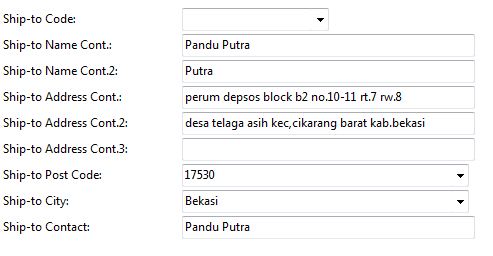 Ship-to Code:
Ship-to Name Cont.: Pandu Putra
Ship-to Name Cont.2: Putra
Ship-to Address Cont.: perum depsos block b2 no.10-11 rt.7 rw.8
Ship-to Address Cont.2: desa telaga asih kec,cikarang barat kab.bekasi
Ship-to Address Cont.3:
Ship-to Post Code: 17530
Ship-to City: Bekasi
Ship-to Contact: Pandu Putra